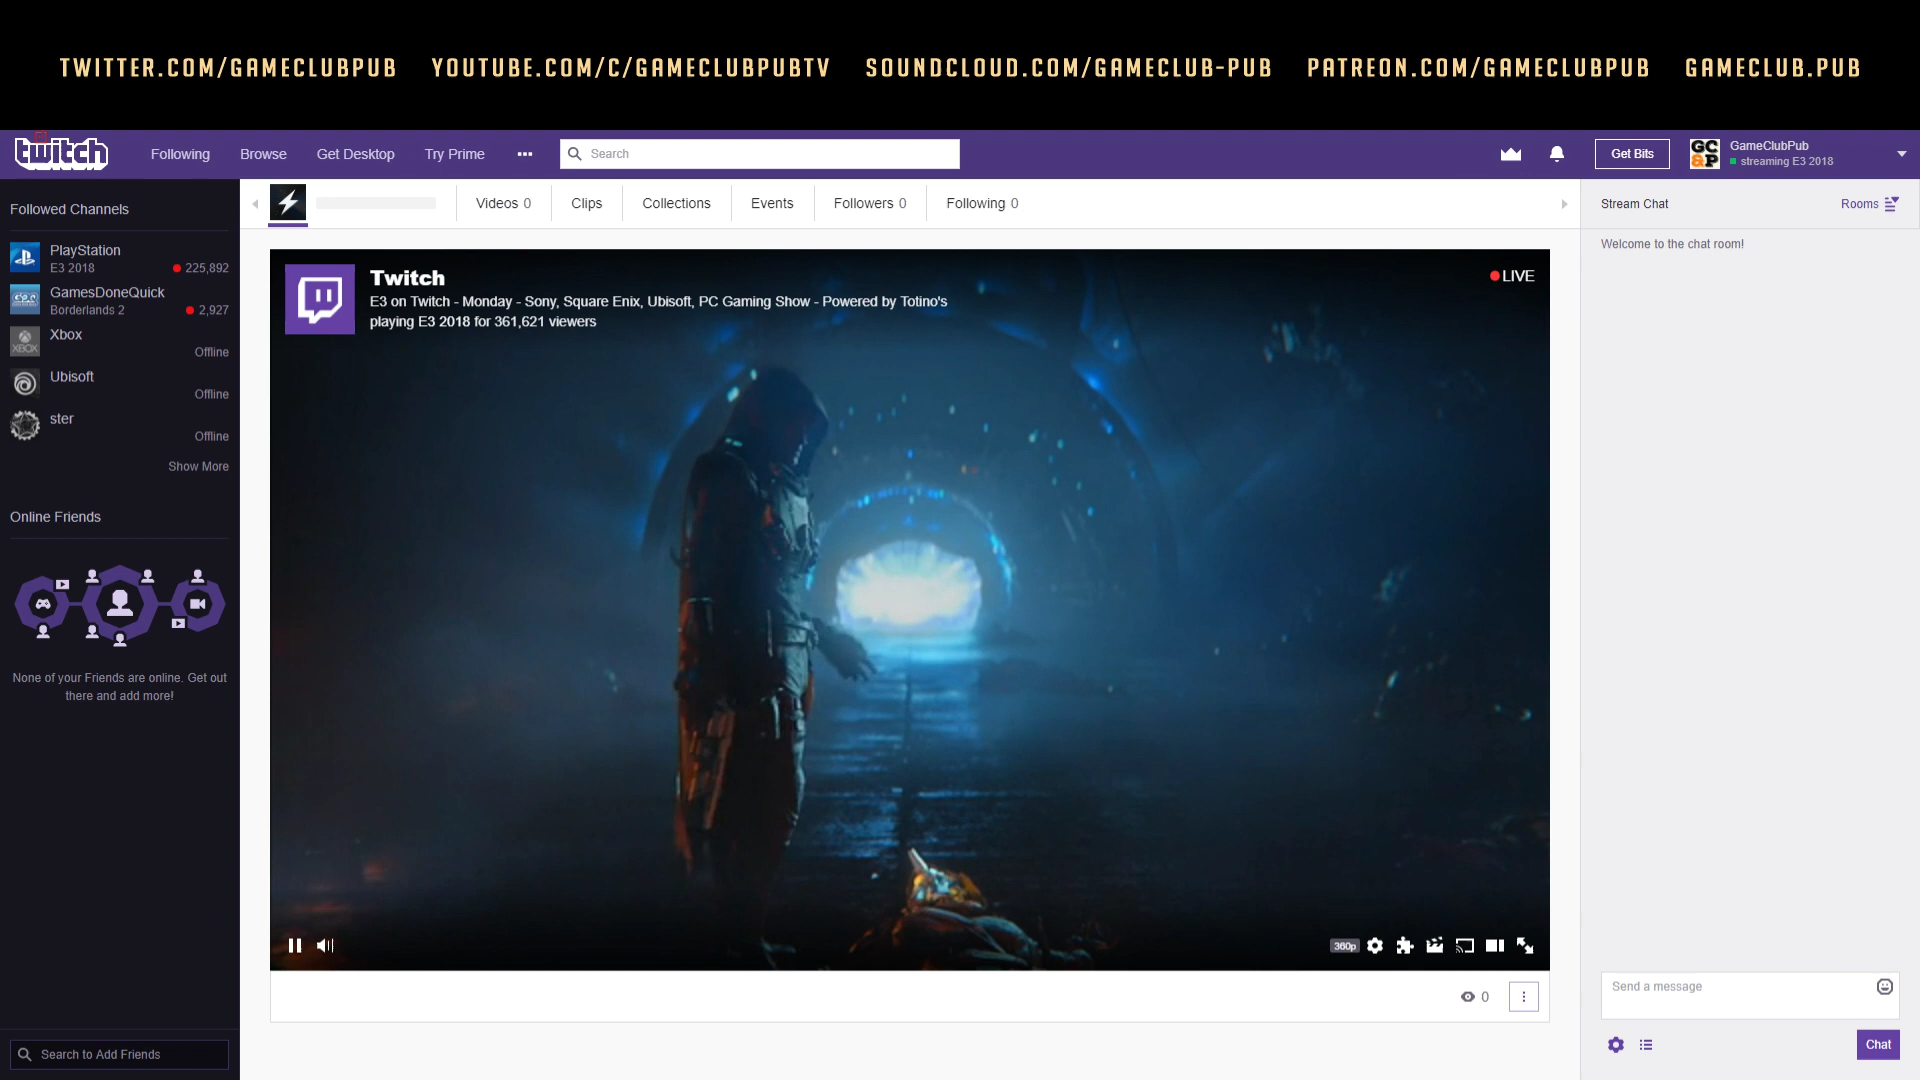 TWITTER.COM/GAMECLUBPUB YOUTUBE.COM/C/GAMECLUBPUBTV SOUNDCLOUD.COM/GAMECLUB-PUB PATREON.COM/GAMECLUBPUB GAMECLUB.PUB
twitch Following Browse Get Desktop Try Prime Search Get Bits GameClubPub
streaming E3 2018
Followed Channels
PlayStation
E3 2018 225,892
GamesDoneQuick
Borderlands 2 2,927
Xbox
Offline
Ubisoft
Offline
ster
Offline
Show More
Online Friends
None of your Friends are online. Get out
there and add more!
Search to Add Friends
Videos 0 Clips Collections Events Followers 0 Following 0
Twitch
E3 on Twitch - Monday - Sony, Square Enix, Ubisoft, PC Gaming Show - Powered by Totino's
playing E3 2018 for 361,621 viewers
LIVE
360p
0
Stream Chat Rooms
Welcome to the chat room!
Send a message
Chat
GC
&P
XBOX